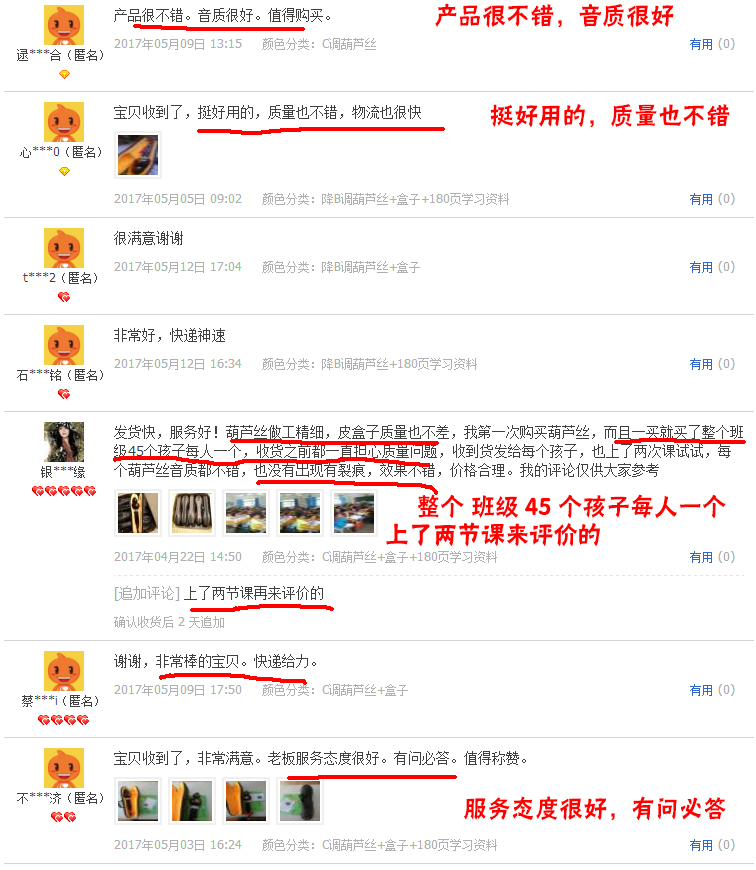 产品很不错。音质很好。值得购买。
产品很不错，音质很好
2017年05月09日 13:15 颜色分类：C调葫芦丝
有用 (0)
逯***合（匿名）
宝贝收到了，挺好用的，质量也不错，物流也很快
挺好用的，质量也不错
心***0（匿名）
2017年05月05日 09:02 颜色分类：降B调葫芦丝+盒子+180页学习资料
有用 (0)
很满意谢谢
2017年05月12日 17:04 颜色分类：降B调葫芦丝+盒子
有用 (0)
t***2（匿名）
非常好，快递神速
2017年05月12日 16:34 颜色分类：降B调葫芦丝+180页学习资料
有用 (0)
石***铭（匿名）
发货快，服务好！葫芦丝做工精细，皮盒子质量也不差，我第一次购买葫芦丝，而且一买就买了整个班
级45个孩子每人一个，收货之前都一直担心质量问题，收到货发给每个孩子，也上了两次课试试，每
个葫芦丝音质都不错，也没有出现有裂痕，效果不错，价格合理。我的评论仅供大家参考
银***缘
整个 班级 45 个孩子每人一个
上了两节课来评价的
2017年04月22日 14:50 颜色分类：C调葫芦丝+盒子+180页学习资料
有用 (0)
[追加评论] 上了两节课再来评价的
确认收货后 2 天追加
谢谢，非常棒的宝贝。快递给力。
2017年05月09日 17:50 颜色分类：C调葫芦丝+盒子
有用 (0)
蔡***i（匿名）
宝贝收到了，非常满意。老板服务态度很好。有问必答。值得称赞。
不***济（匿名）
服务态度很好，有问必答
2017年05月03日 16:24 颜色分类：C调葫芦丝+盒子+180页学习资料
有用 (0)